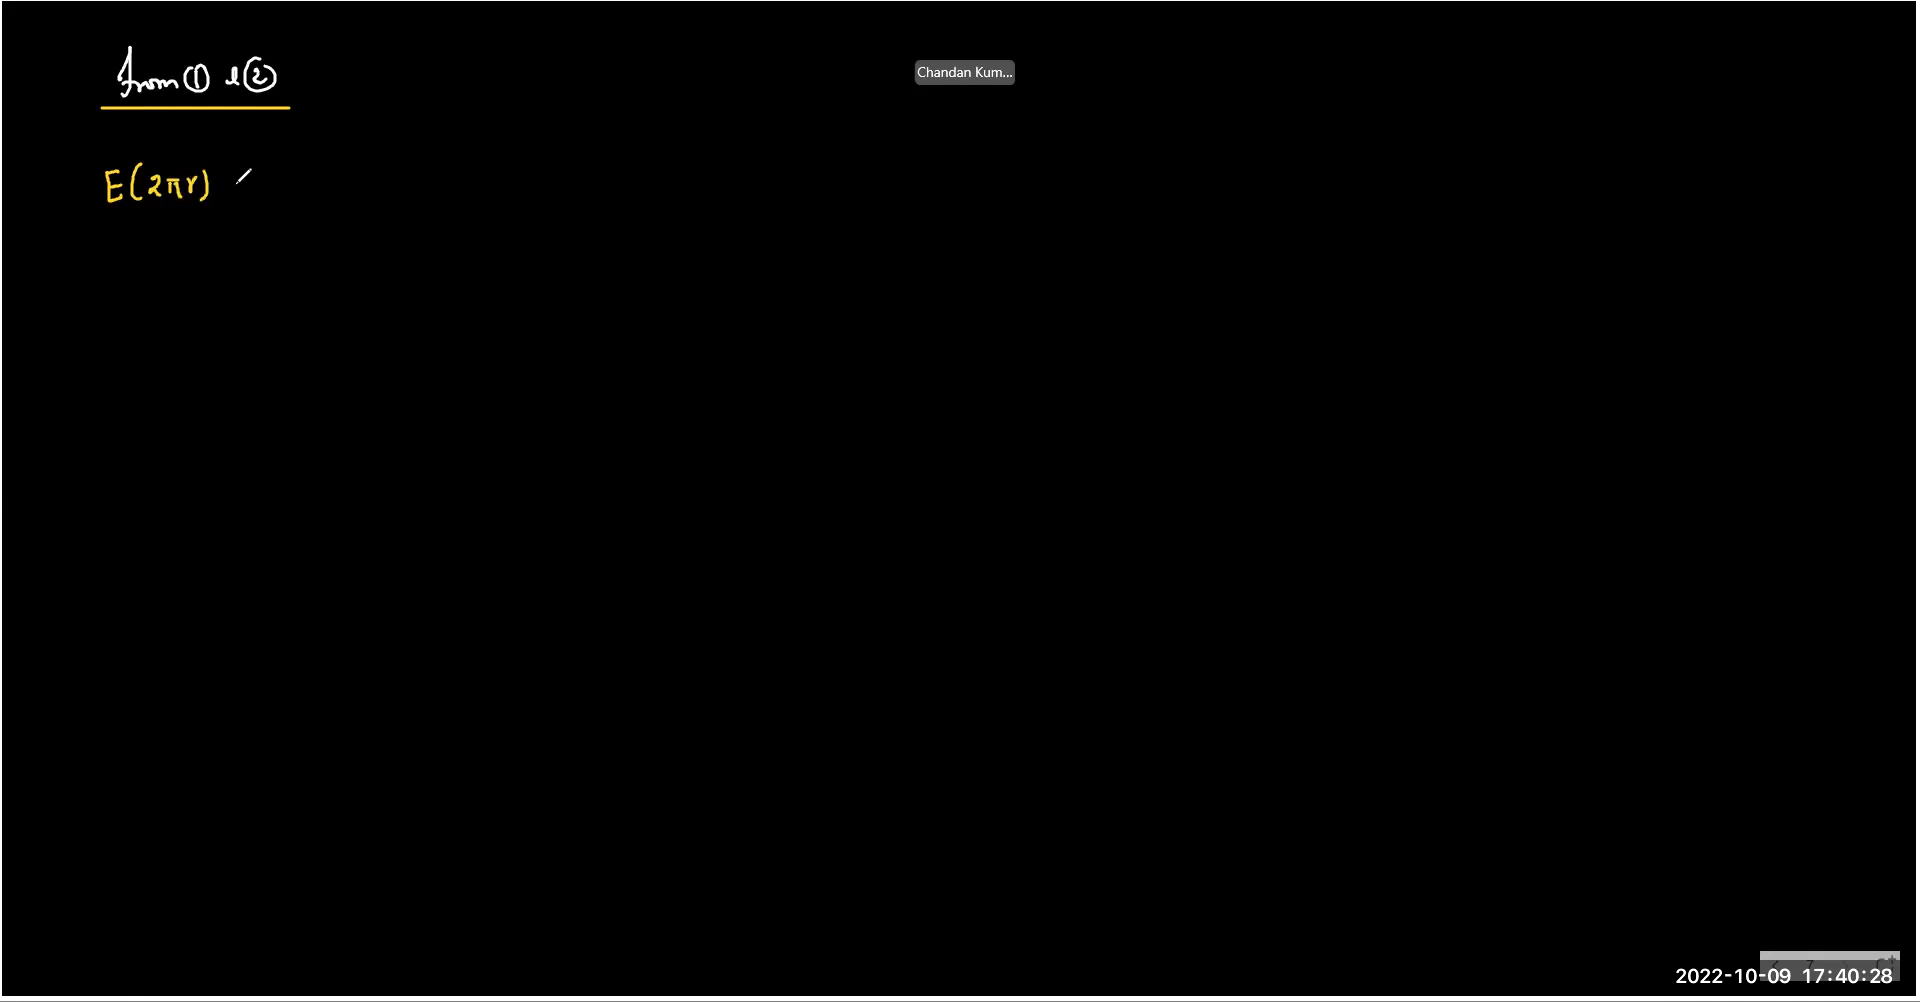 from ① & ②
Chandan Kum...
E(2πr)
2022-10-09 17:40:28